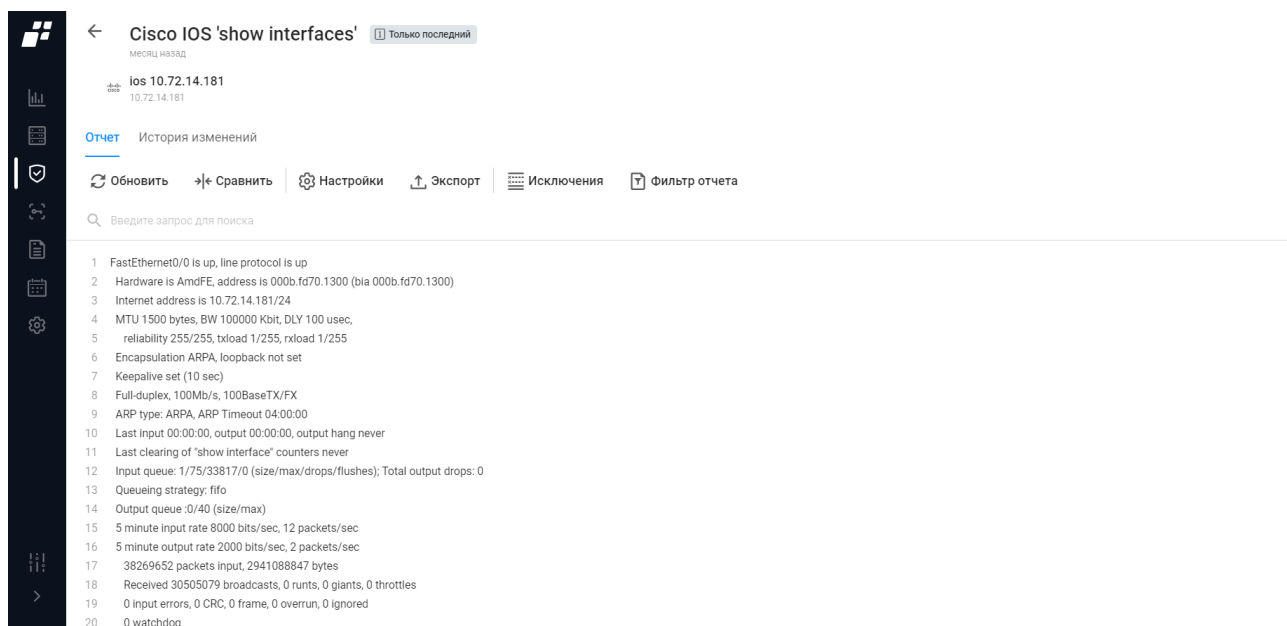 Cisco IOS 'show interfaces' Только последний
месяц назад
ios 10.72.14.181
10.72.14.181
Отчет История изменений
Обновить Сравнить Настройки Экспорт Исключения Фильтр отчета
Введите запрос для поиска
1 FastEthernet0/0 is up, line protocol is up
2 Hardware is AmdFE, address is 000b.fd70.1300 (bia 000b.fd70.1300)
3 Internet address is 10.72.14.181/24
4 MTU 1500 bytes, BW 100000 Kbit, DLY 100 usec,
5 reliability 255/255, txload 1/255, rxload 1/255
6 Encapsulation ARPA, loopback not set
7 Keepalive set (10 sec)
8 Full-duplex, 100Mb/s, 100BaseTX/FX
9 ARP type: ARPA, ARP Timeout 04:00:00
10 Last input 00:00:00, output 00:00:00, output hang never
11 Last clearing of "show interface" counters never
12 Input queue: 1/75/33817/0 (size/max/drops/flushes); Total output drops: 0
13 Queueing strategy: fifo
14 Output queue :0/40 (size/max)
15 5 minute input rate 8000 bits/sec, 12 packets/sec
16 5 minute output rate 2000 bits/sec, 2 packets/sec
17 38269652 packets input, 2941088847 bytes
18 Received 30505079 broadcasts, 0 runts, 0 giants, 0 throttles
19 0 input errors, 0 CRC, 0 frame, 0 overrun, 0 ignored
20 0 watchdog